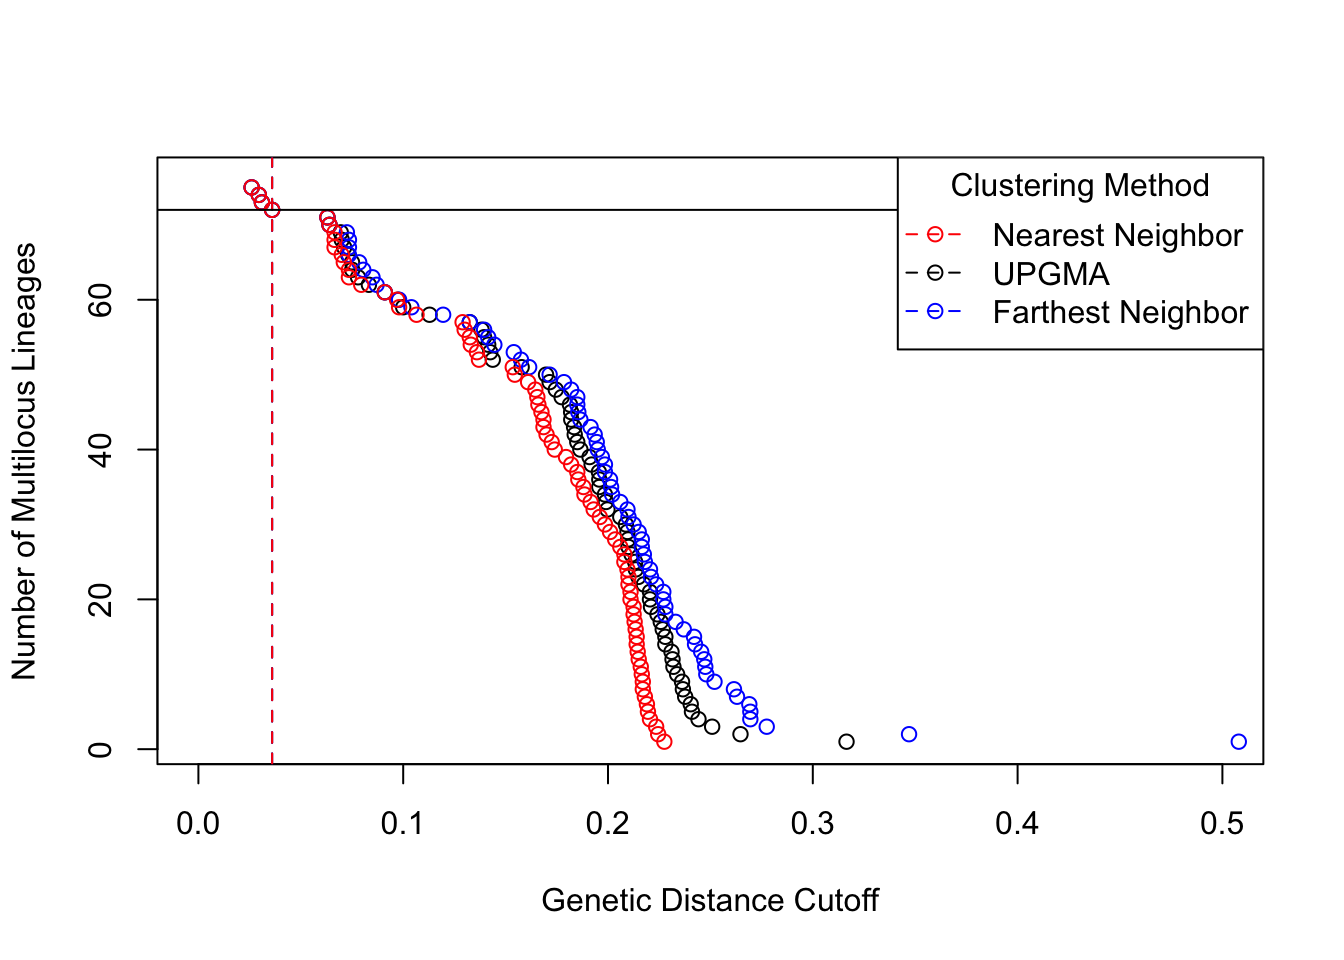 Clustering Method
Nearest Neighbor
UPGMA
Farthest Neighbor
Number of Multilocus Lineages
60
40
20
0
0.0 0.1 0.2 0.3 0.4 0.5
Genetic Distance Cutoff